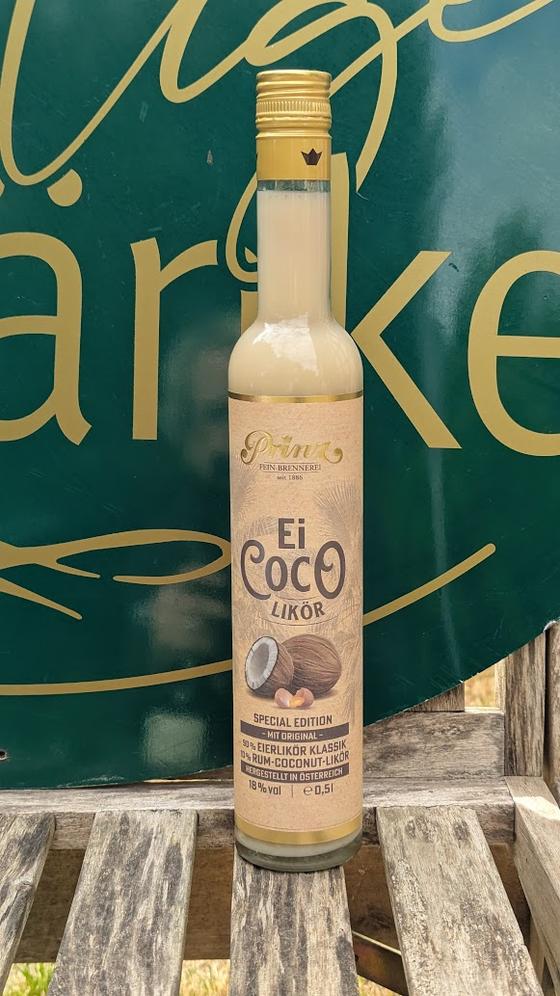 ärke
Prinz
FEIN-BRENNEREI
seit 1886
Ei
COCO
LIKÖR
SPECIAL EDITION
- MIT ORIGINAL -
90% EIERLIKÖR KLASSIK
10% RUM-COCONUT-LIKÖR
HERGESTELLT IN ÖSTERREICH
18%vol | ℮0,5l